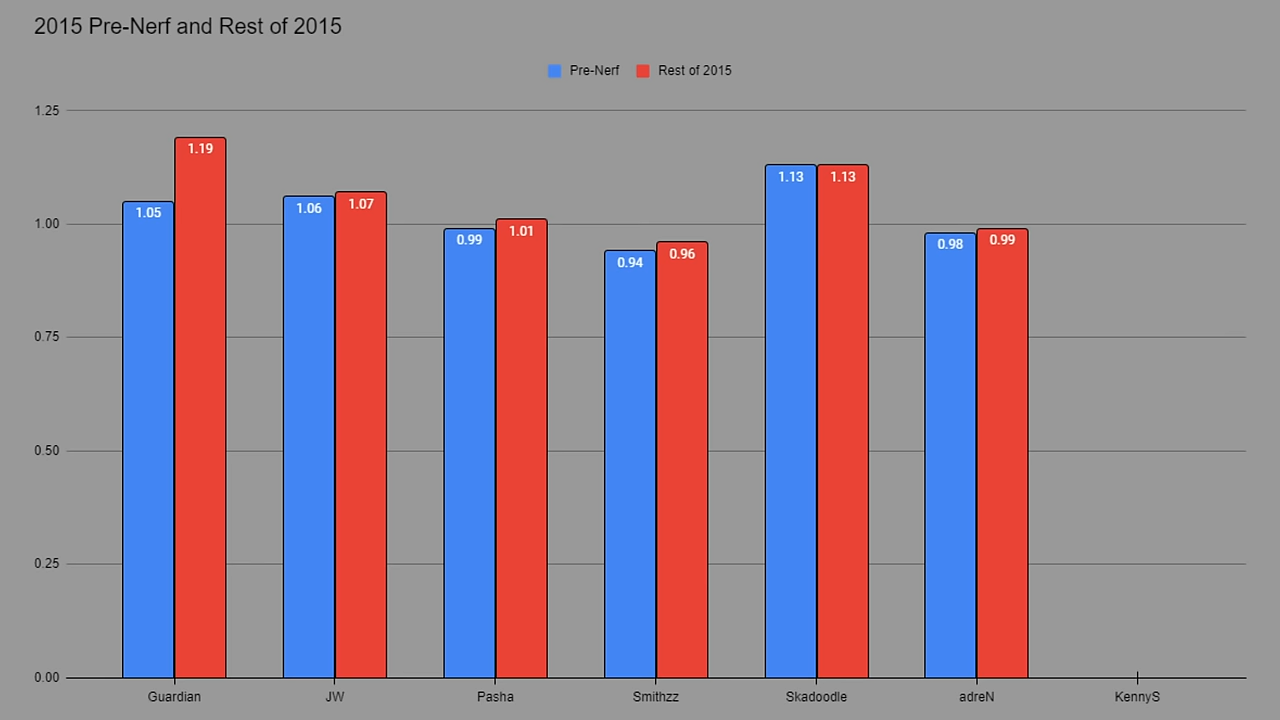 2015 Pre-Nerf and Rest of 2015
Pre-Nerf Rest of 2015
1.25
1.00
0.75
0.50
0.25
0.00
1.05 1.19 1.06 1.07 0.99 1.01 0.94 0.96 1.13 1.13 0.98 0.99
Guardian JW Pasha Smithzz Skadoodle adreN KennyS